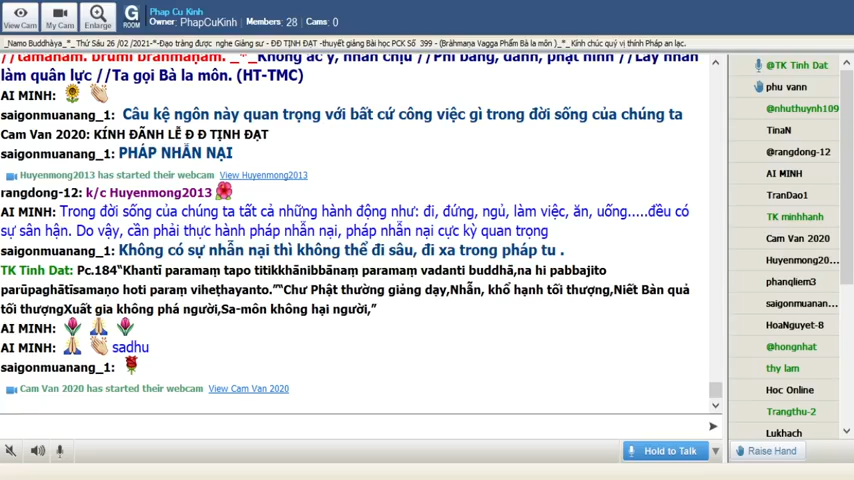 View Cam
My Cam
Enlarge
G
ROOM
Phap Cu Kinh
Owner: PhapCuKinh , Members: 28 , Cams: 0
_Namo Buddhàya_*_ Thứ Sáu 26 /02 /2021-*-Đạo tràng được nghe Giảng sư - ĐĐ TỊNH ĐẠT -thuyết giảng Bài học PCK Số 399 - (Brāhmaṇa Vagga Phẩm Bà la môn )_*_ Kính chúc quý vị thính Pháp an lạc.
làm quân lực //Ta gọi Bà la môn. (HT-TMC)
AI MINH:
saigonmuanang_1: Câu kệ ngôn này quan trọng với bất cứ công việc gì trong đời sống của chúng ta
Cam Van 2020: KÍNH ĐÃNH LỄ Đ Đ TỊNH ĐẠT
saigonmuanang_1: PHÁP NHẪN NẠI
Huyenmong2013 has started their webcam View Huyenmong2013
rangdong-12: k/c Huyenmong2013
AI MINH: Trong đời sống của chúng ta tất cả những hành động như: đi, đứng, ngủ, làm việc, ăn, uống.....đều có
sự sân hận. Do vậy, cần phải thực hành pháp nhẫn nại, pháp nhẫn nại cực kỳ quan trọng
saigonmuanang_1: Không có sự nhẫn nại thì không thể đi sâu, đi xa trong pháp tu .
TK Tinh Dat: Pc.184“Khantī paramaṃ tapo titikkhānibbānaṃ paramaṃ vadanti buddhā,na hi pabbajito
parūpaghātīsamaṇo hoti paraṃ viheṭhayanto.”“Chư Phật thường giảng dạy,Nhẫn, khổ hạnh tối thượng,Niết Bàn quả
tối thượngXuất gia không phá người,Sa-môn không hại người,”
AI MINH:
AI MINH: sadhu
saigonmuanang_1:
Cam Van 2020 has started their webcam View Cam Van 2020
Hold to Talk
@TK Tinh Dat
phu vann
@nhuthuynh109
TinaN
@rangdong-12
AI MINH
TranDao1
TK minhhanh
Cam Van 2020
Huyenmong20...
phanqliem3
saigonmuanan...
HoaNguyet-8
@hongnhat
thy lam
Hoc Online
Trangthu-2
Lukhach
Raise Hand